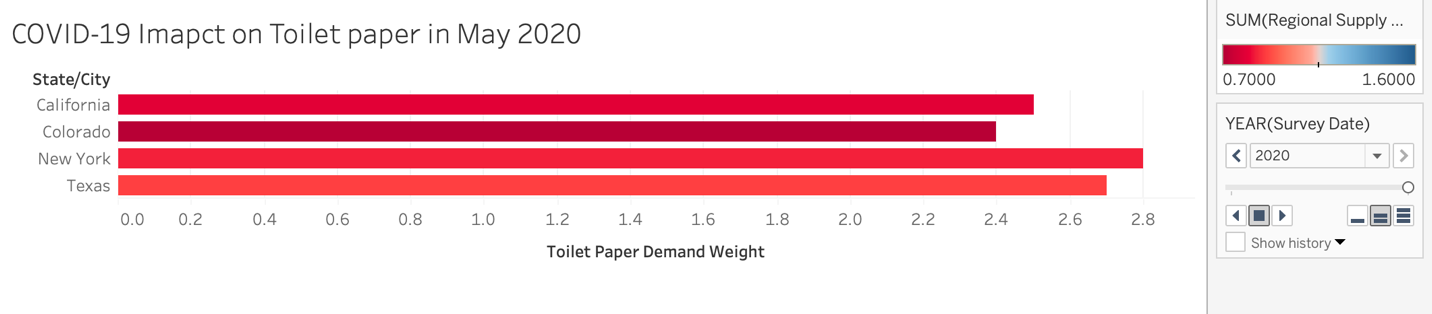 COVID-19 Imapct on Toilet paper in May 2020
State/City
California
Colorado
New York
Texas
0.0 0.2 0.4 0.6 0.8 1.0 1.2 1.4 1.6 1.8 2.0 2.2 2.4 2.6 2.8
Toilet Paper Demand Weight
SUM(Regional Supply ...
0.7000 1.6000
YEAR(Survey Date)
2020
Show history